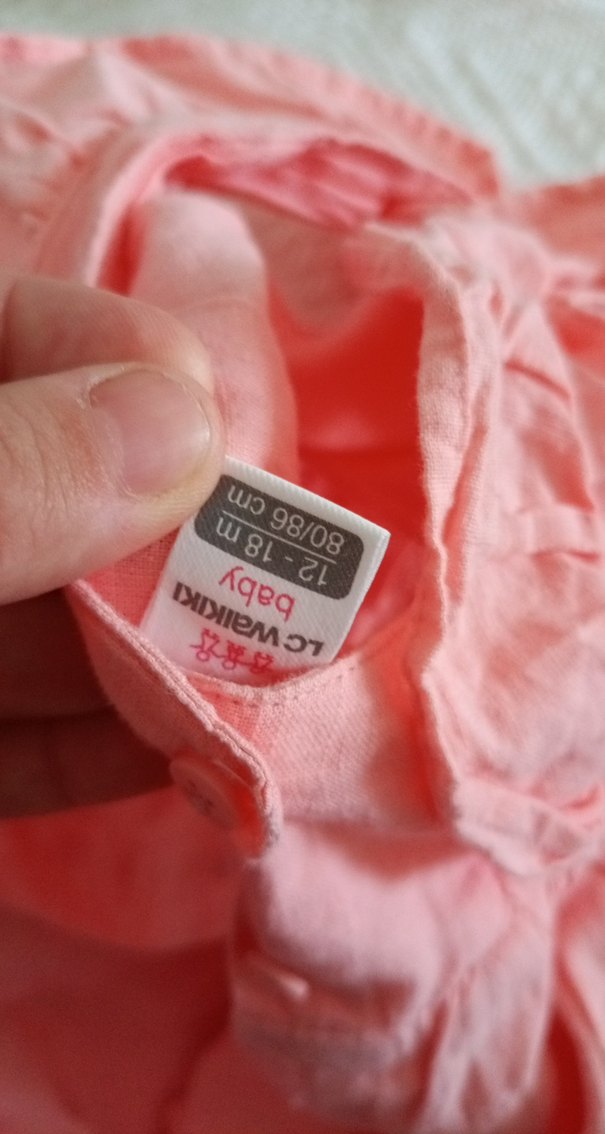 LC WAIKIKI
baby
12 - 18 m
80/86 cm